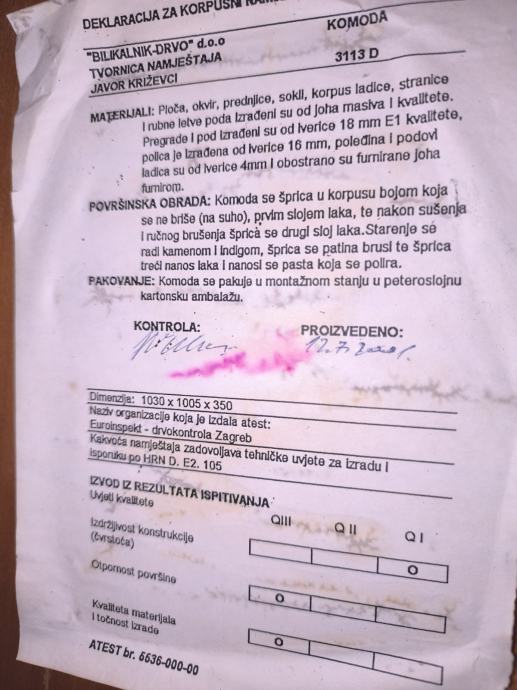 DEKLARACIJA ZA KORPUSNI
"BILIKALNIK-DRVO" d.o.o
TVORNICA NAMJEŠTAJA
JAVOR KRIŽEVCI
KOMODA
3113 D
MATERIJALI: Ploča, okvir, prednjice, sokli, korpus ladice, stranice
i rubne letve poda izrađeni su od joha masiva i kvalitete.
Pregrade i pod izrađeni su od iverice 18 mm E1 kvalitete,
polica je izrađena od iverice 16 mm, poleđina i podovi
ladica su od iverice 4mm i obostrano su furnirane joha
furnirom.
POVRŠINSKA OBRADA: Komoda se šprica u korpusu bojom koja
se ne briše (na suho), prvim slojem laka, te nakon sušenja
i ručnog brušenja šprica se drugi sloj laka.Starenje se
radi kamenom i indigom, šprica se patina brusi te šprica
treći nanos laka i nanosi se pasta koja se polira.
PAKOVANJE: Komoda se pakuje u montažnom stanju u peteroslojnu
kartonsku ambalažu.
KONTROLA:
PROIZVEDENO:
Dimenzija: 1030 x 1005 x 350
Naziv organizacije koja je izdala atest:
Euroinspekt - drvokontrola Zagreb
Kakvoća namještaja zadovoljava tehničke uvjete za izradu i
isporuku po HRN D. E2. 105
IZVOD IZ REZULTATA ISPITIVANJA
Uvjeti kvalitete
QIII Q II Q I
Izdržljivost konstrukcije
(čvrstoća)
O
Otpornost površine
O
Kvaliteta materijala
i točnost izrade
O
ATEST br. 6636-000-00